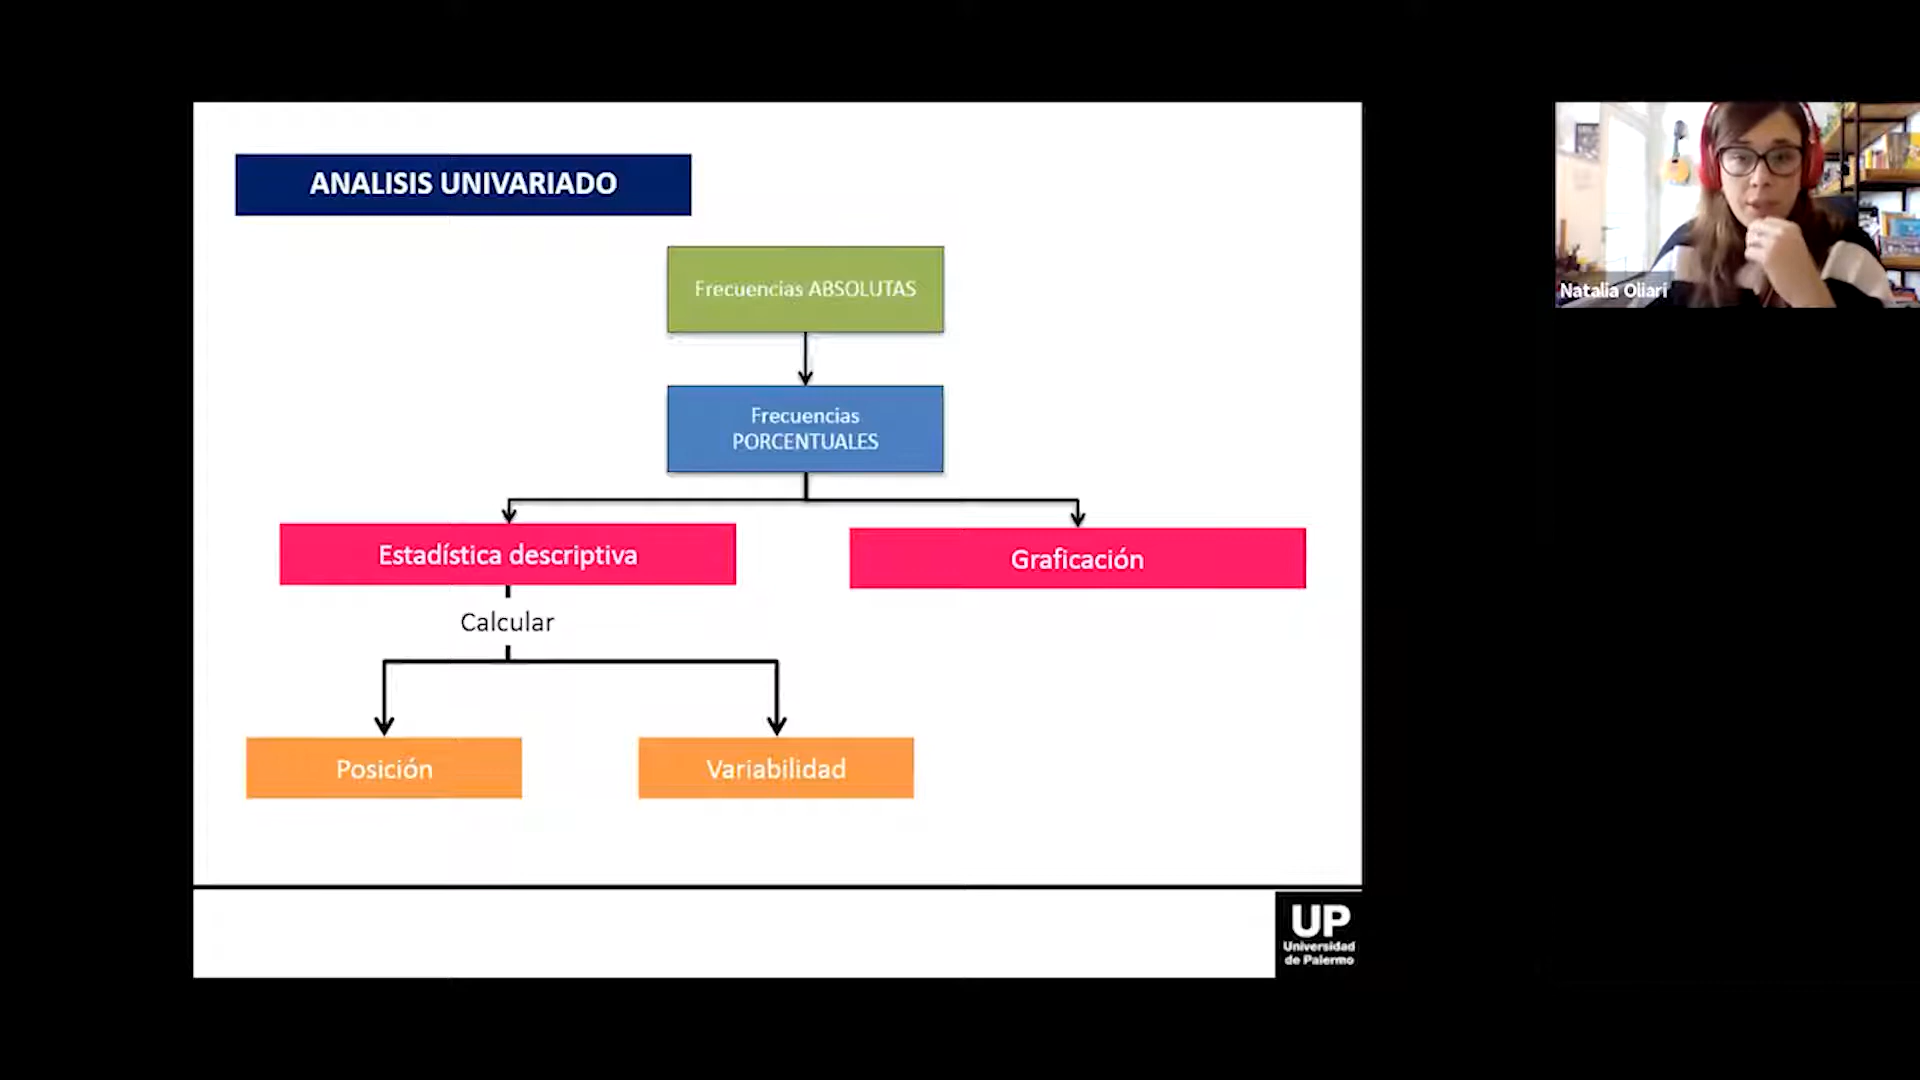 ANALISIS UNIVARIADO
Frecuencias ABSOLUTAS
Frecuencias
PORCENTUALES
Estadística descriptiva
Graficación
Calcular
Posición
Variabilidad
UP
Universidad
de Palermo
Natalia Oliari